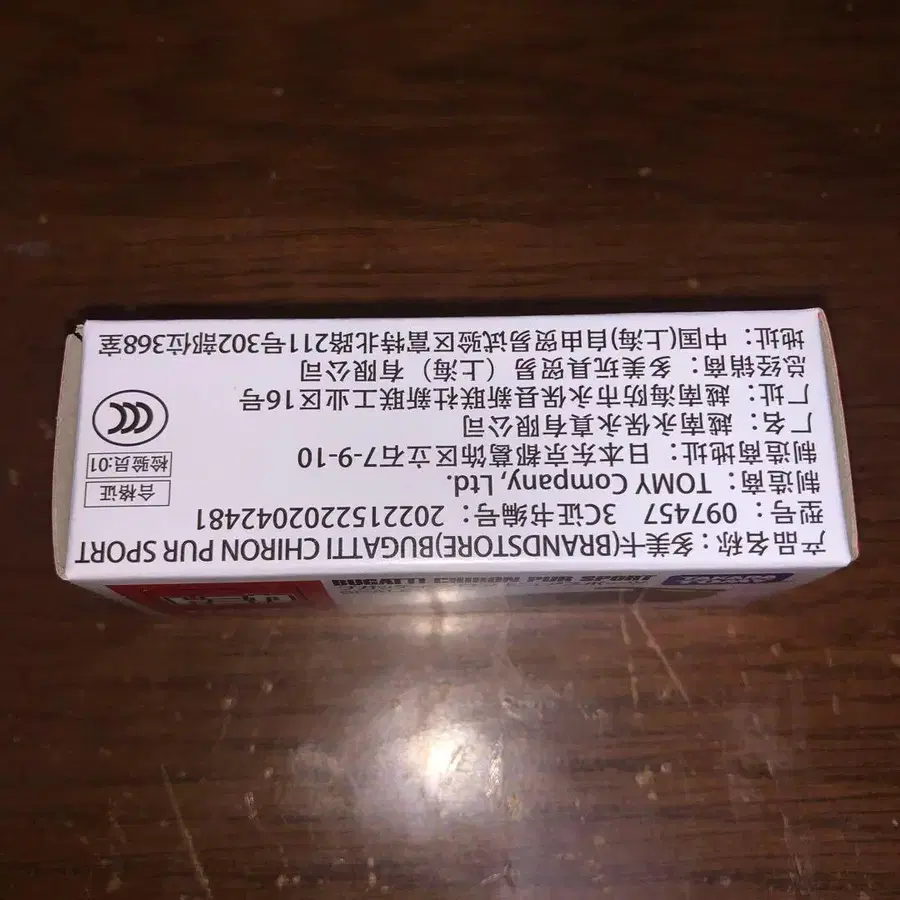 产品名称：多美卡(BRANDSTORE)BUGATTI CHIRON PUR SPORT
型号：097457 3C证书编号：2022152202042481
制造商：TOMY Company, Ltd.
制造商地址：日本东京都葛饰区立石7-9-10
厂名：越南永保永真有限公司
厂址：越南海防市永保县新联社新联工业区16号
总经销商：多美玩具贸易（上海）有限公司
地址：中国(上海)自由贸易试验区富特北路211号302部位368室
合格证
检验员:01
CCC
BUGATTI CHIRON PUR SPORT
TAKARA